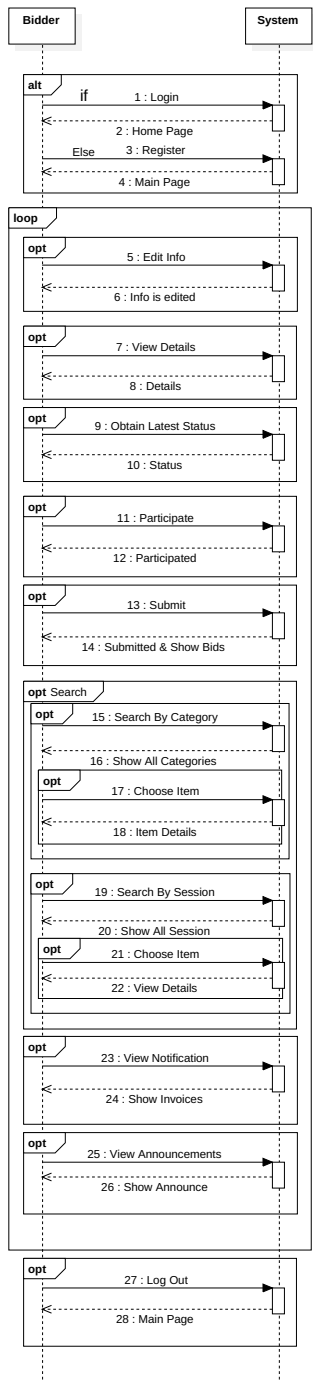 Bidder System
alt
if 1 : Login
2 : Home Page
Else 3 : Register
4 : Main Page
loop
opt
5 : Edit Info
6 : Info is edited
opt
7 : View Details
8 : Details
opt
9 : Obtain Latest Status
10 : Status
opt
11 : Participate
12 : Participated
opt
13 : Submit
14 : Submitted & Show Bids
opt Search
opt
15 : Search By Category
16 : Show All Categories
opt
17 : Choose Item
18 : Item Details
opt
19 : Search By Session
20 : Show All Session
opt
21 : Choose Item
22 : View Details
opt
23 : View Notification
24 : Show Invoices
opt
25 : View Announcements
26 : Show Announce
opt
27 : Log Out
28 : Main Page